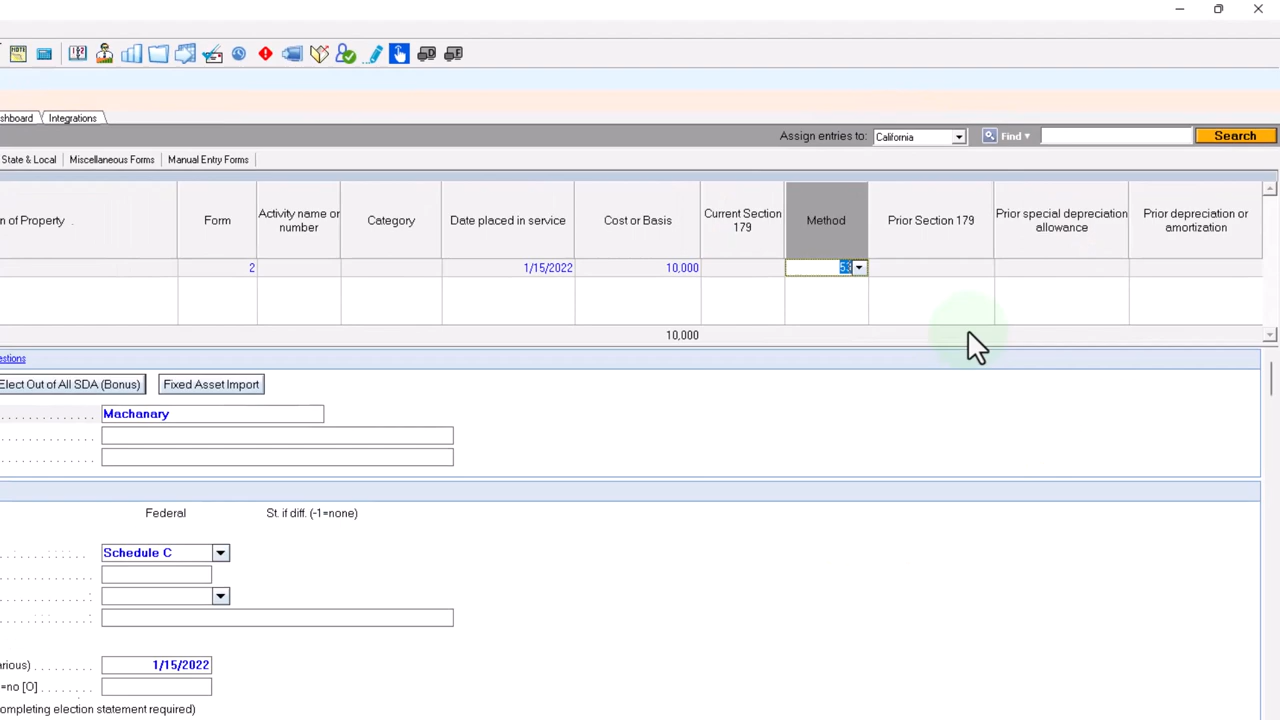 shboard Integrations
Assign entries to: California Find Search
State & Local Miscellaneous Forms Manual Entry Forms
n of Property Form Activity name or number Category Date placed in service Cost or Basis Current Section 179 Method Prior Section 179 Prior special depreciation allowance Prior depreciation or amortization
2 1/15/2022 10,000 53
10,000
estions
Elect Out of All SDA (Bonus) Fixed Asset Import
Machanary
Federal St. if diff. (-1=none)
Schedule C
arious) 1/15/2022
=no [O]
ompleting election statement required)